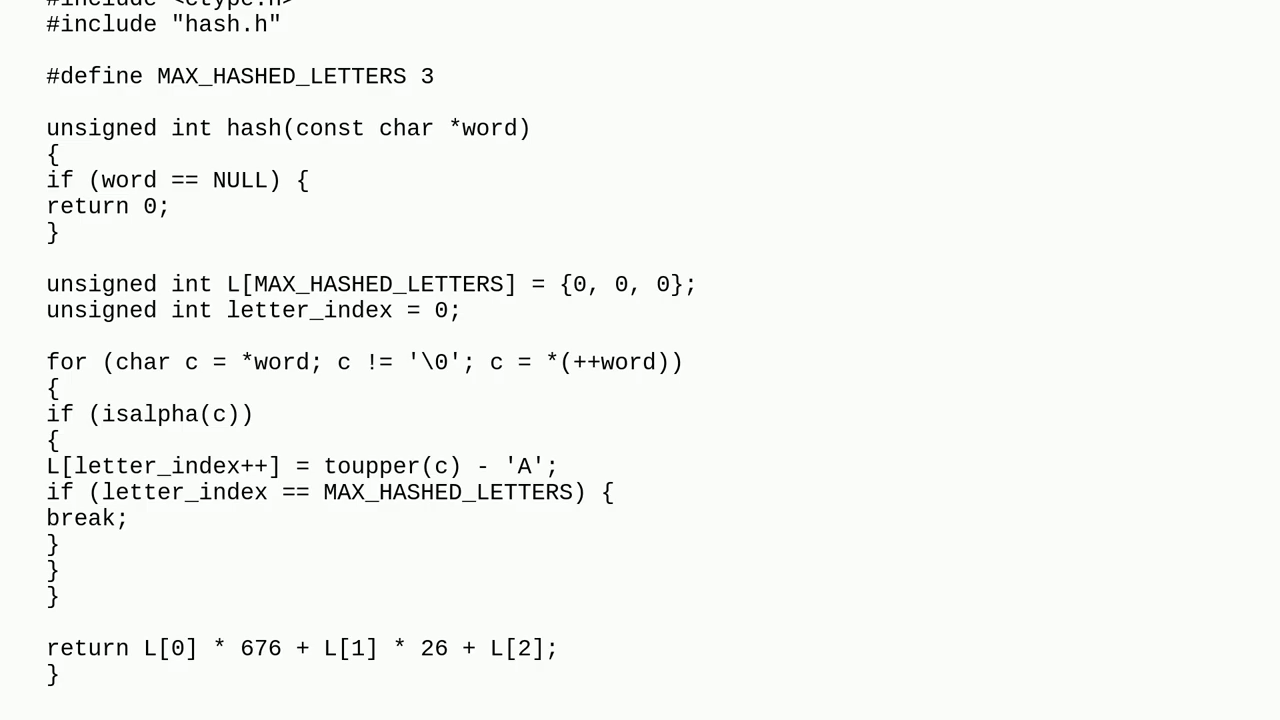 #include <ctype.h>
#include "hash.h"
#define MAX_HASHED_LETTERS 3
unsigned int hash(const char *word)
{
if (word == NULL) {
return 0;
}
unsigned int L[MAX_HASHED_LETTERS] = {0, 0, 0};
unsigned int letter_index = 0;
for (char c = *word; c != '\0'; c = *(++word))
{
if (isalpha(c))
{
L[letter_index++] = toupper(c) - 'A';
if (letter_index == MAX_HASHED_LETTERS) {
break;
}
}
}
return L[0] * 676 + L[1] * 26 + L[2];
}